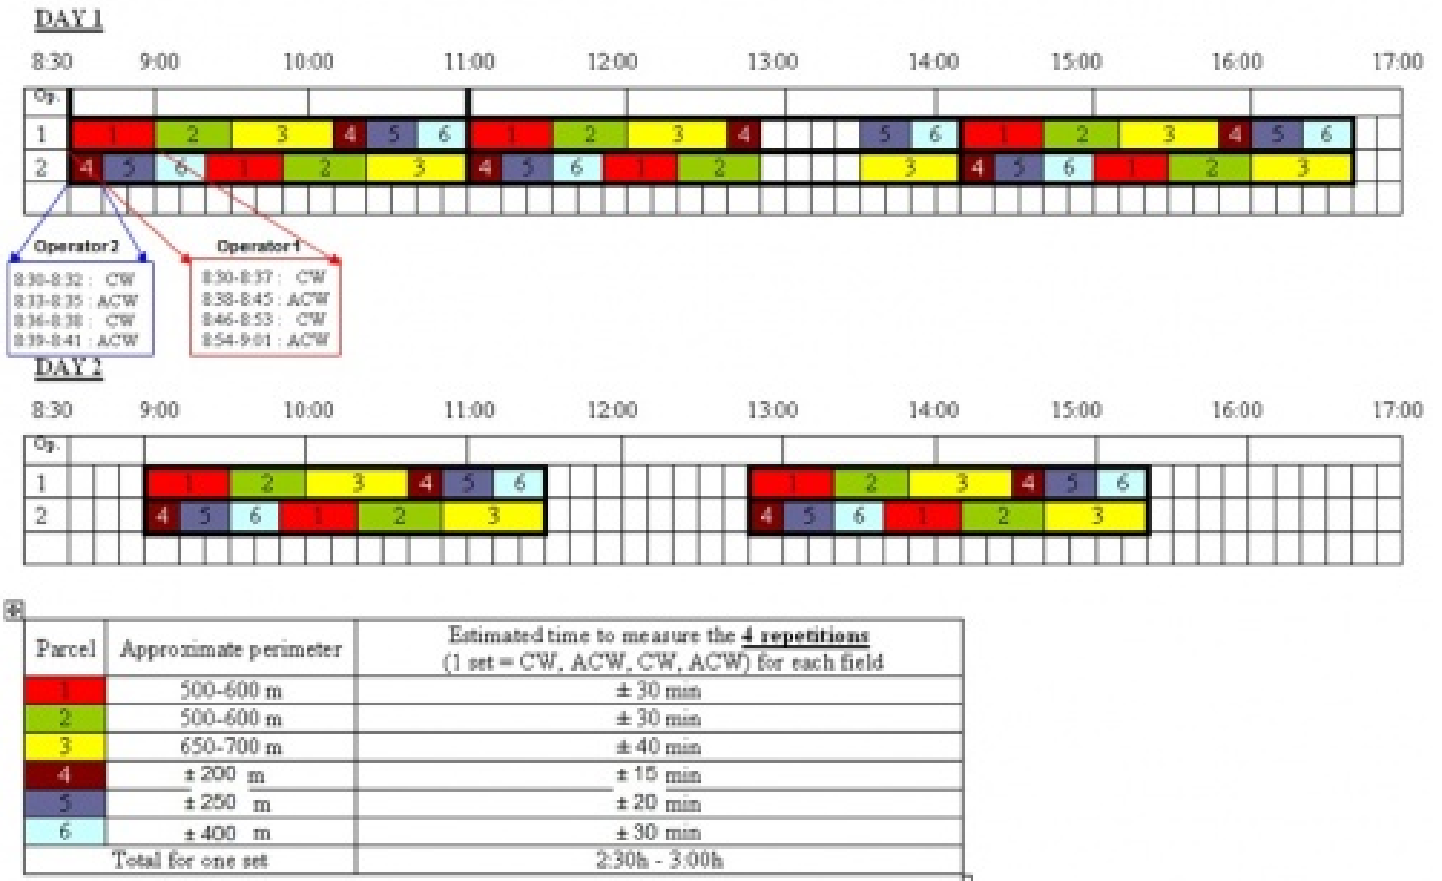 DAY 1
8:30 9:00 10:00 11:00 12:00 13:00 14:00 15:00 16:00 17:00
Op.
1 1 2 3 4 5 6 1 2 3 4 5 6 1 2 3 4 5 6
2 4 5 6 1 2 3 4 5 6 1 2 3 4 5 6 1 2 3
Operator2
8:30-8:32 : CW
8:33-8:35 : ACW
8:36-8:38 : CW
8:39-8:41 : ACW
Operator1
8:30-8:37 : CW
8:38-8:45 : ACW
8:46-8:53 : CW
8:54-9:01 : ACW
DAY 2
8:30 9:00 10:00 11:00 12:00 13:00 14:00 15:00 16:00 17:00
Op.
1 1 2 3 4 5 6 1 2 3 4 5 6
2 4 5 6 1 2 3 4 5 6 1 2 3
Parcel Approximate perimeter Estimated time to measure the 4 repetitions
(1 set = CW, ACW, CW, ACW) for each field
1 500-600 m ± 30 min
2 500-600 m ± 30 min
3 650-700 m ± 40 min
4 ± 200 m ± 15 min
5 ± 250 m ± 20 min
6 ± 400 m ± 30 min
Total for one set 2:30h - 3:00h